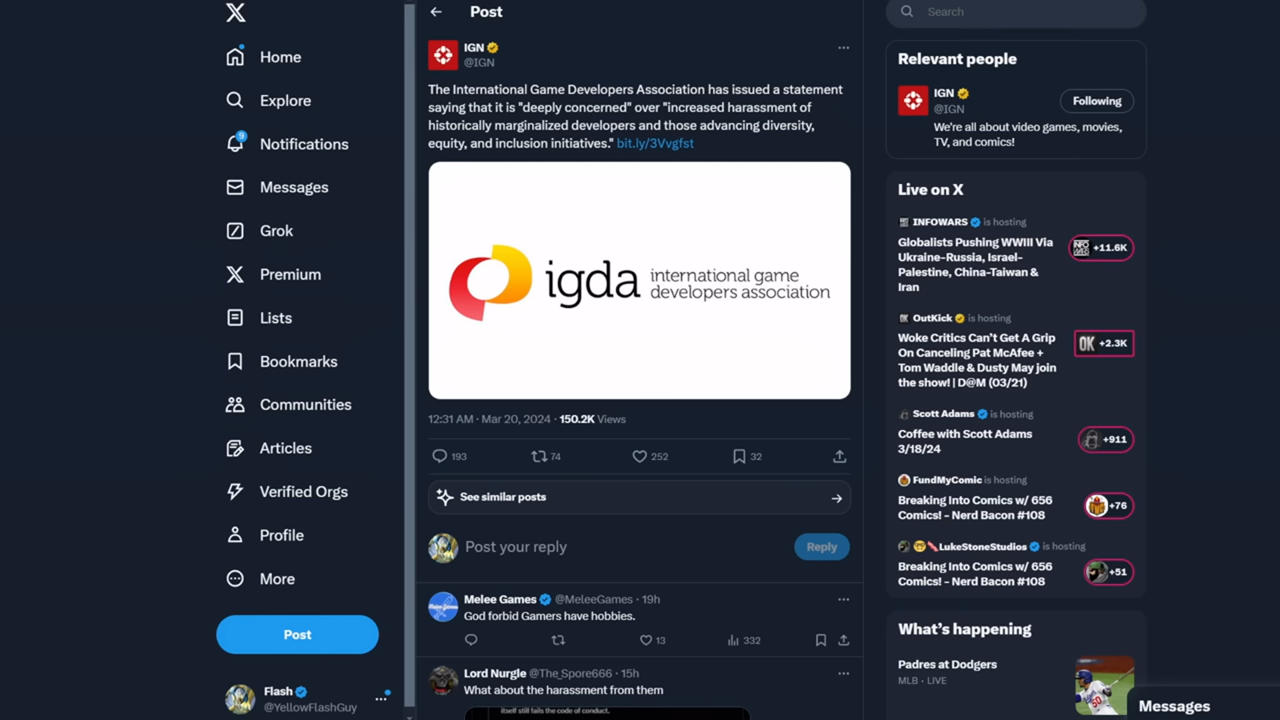 Home
Explore
9
Notifications
Messages
Grok
Premium
Lists
Bookmarks
Communities
Articles
Verified Orgs
Profile
More
Post
Flash
@YellowFlashGuy
Post
IGN
@IGN
The International Game Developers Association has issued a statement
saying that it is "deeply concerned" over "increased harassment of
historically marginalized developers and those advancing diversity,
equity, and inclusion initiatives." bit.ly/3Vvgfst
igda international game
developers association
12:31 AM · Mar 20, 2024 · 150.2K Views
193 74 252 32
See similar posts
Post your reply
Reply
Melee Games @MeleeGames · 19h
God forbid Gamers have hobbies.
13 332
Lord Nurgle @The_Spore666 · 15h
What about the harassment from them
itself still fails the code of conduct.
Search
Relevant people
IGN
@IGN
Following
We're all about video games, movies,
TV, and comics!
Live on X
INFOWARS is hosting
Globalists Pushing WWIII Via
Ukraine-Russia, Israel-
Palestine, China-Taiwan &
Iran
+11.6K
OutKick is hosting
Woke Critics Can't Get A Grip
On Canceling Pat McAfee +
Tom Waddle & Dusty May join
the show! | D@M (03/21)
OK +2.3K
Scott Adams is hosting
Coffee with Scott Adams
3/18/24
+911
FundMyComic is hosting
Breaking Into Comics w/ 656
Comics! - Nerd Bacon #108
+76
LukeStoneStudios is hosting
Breaking Into Comics w/ 656
Comics! - Nerd Bacon #108
+51
What's happening
Padres at Dodgers
MLB · LIVE
Messages